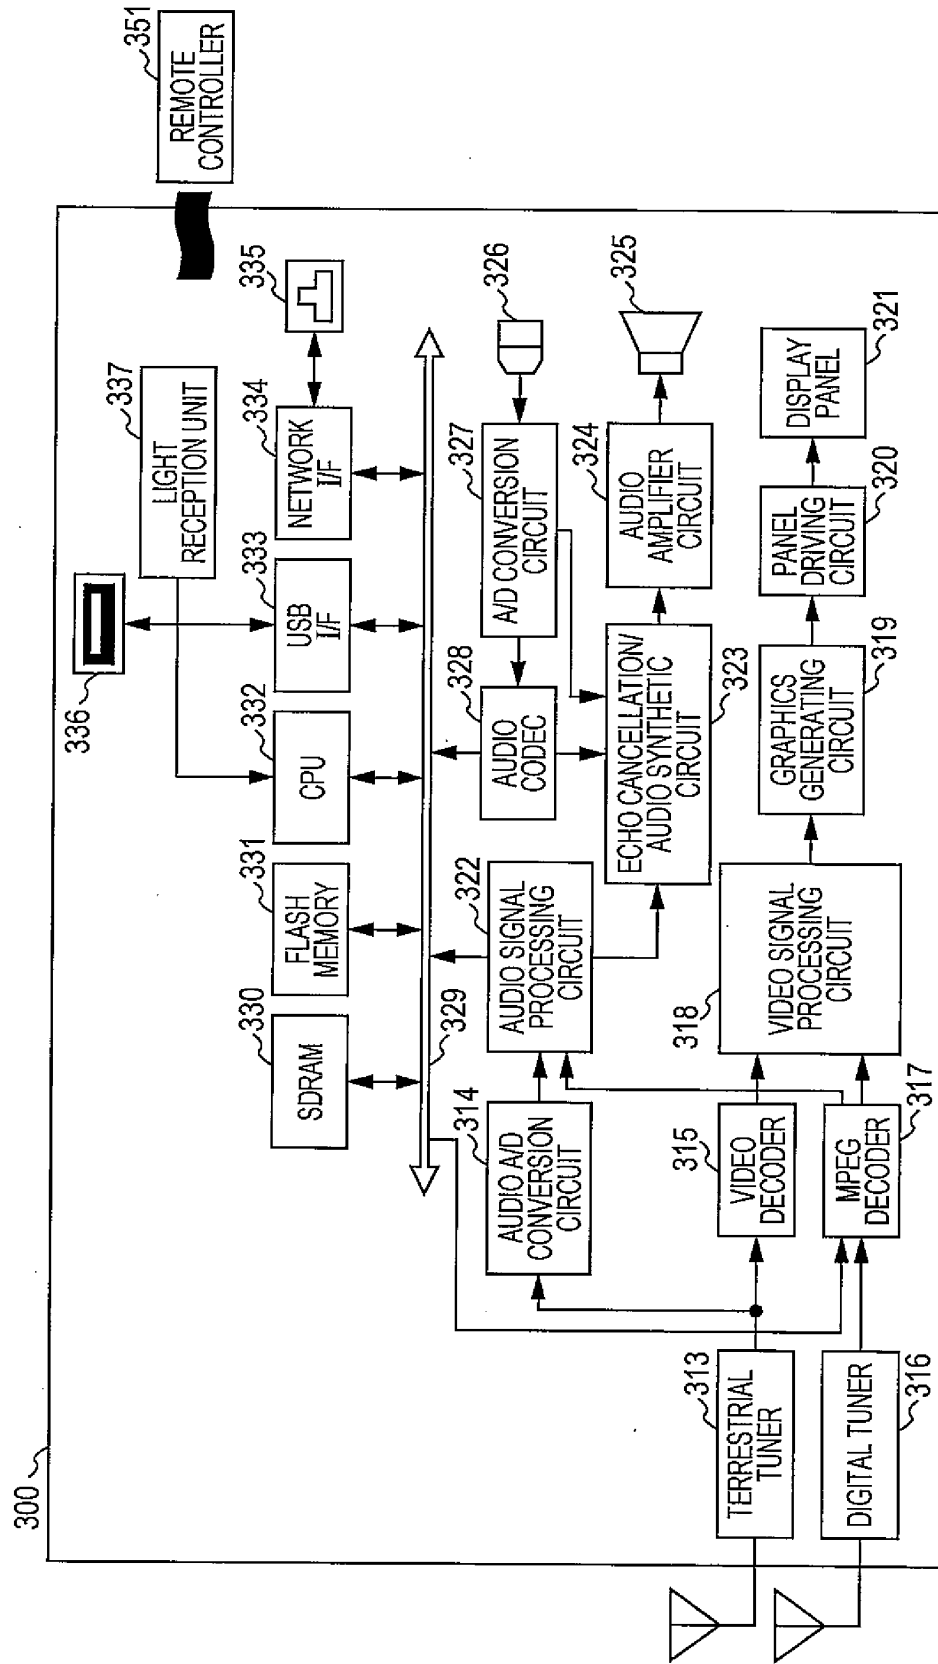 300
351
REMOTE
CONTROLLER
336
337
LIGHT
RECEPTION UNIT
330
SDRAM
331
FLASH
MEMORY
332
CPU
333
USB
I/F
334
NETWORK
I/F
335
329
314
AUDIO A/D
CONVERSION
CIRCUIT
322
AUDIO SIGNAL
PROCESSING
CIRCUIT
328
AUDIO
CODEC
327
A/D CONVERSION
CIRCUIT
326
323
ECHO CANCELLATION/
AUDIO SYNTHETIC
CIRCUIT
324
AUDIO
AMPLIFIER
CIRCUIT
325
313
TERRESTRIAL
TUNER
315
VIDEO
DECODER
318
VIDEO SIGNAL
PROCESSING
CIRCUIT
319
GRAPHICS
GENERATING
CIRCUIT
320
PANEL
DRIVING
CIRCUIT
321
DISPLAY
PANEL
316
DIGITAL TUNER
317
MPEG
DECODER